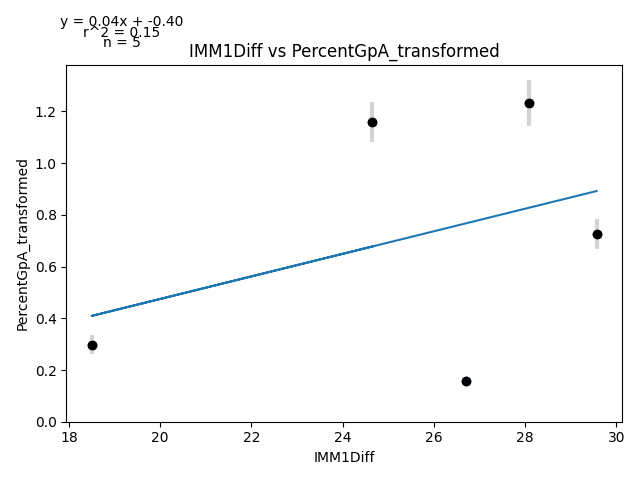 y = 0.04x + -0.40
r^2 = 0.15
n = 5
IMM1Diff vs PercentGpA_transformed
PercentGpA_transformed
1.2
1.0
0.8
0.6
0.4
0.2
0.0
18
20
22
24
26
28
30
IMM1Diff